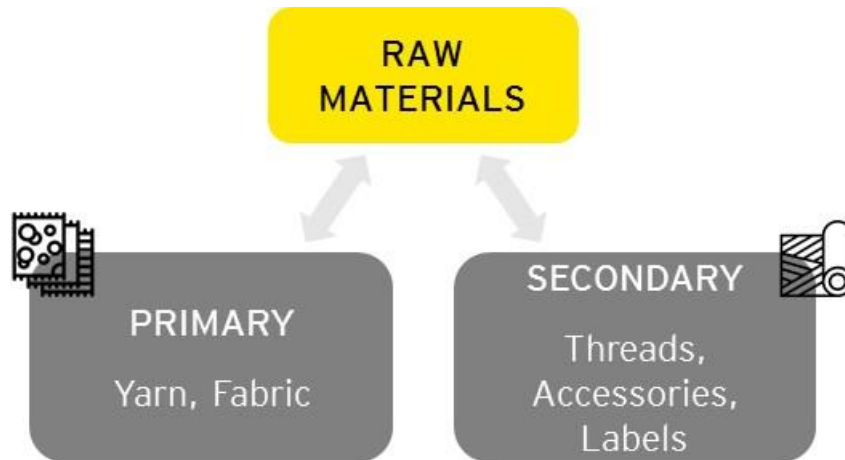 RAW
MATERIALS
PRIMARY
Yarn, Fabric
SECONDARY
Threads,
Accessories,
Labels